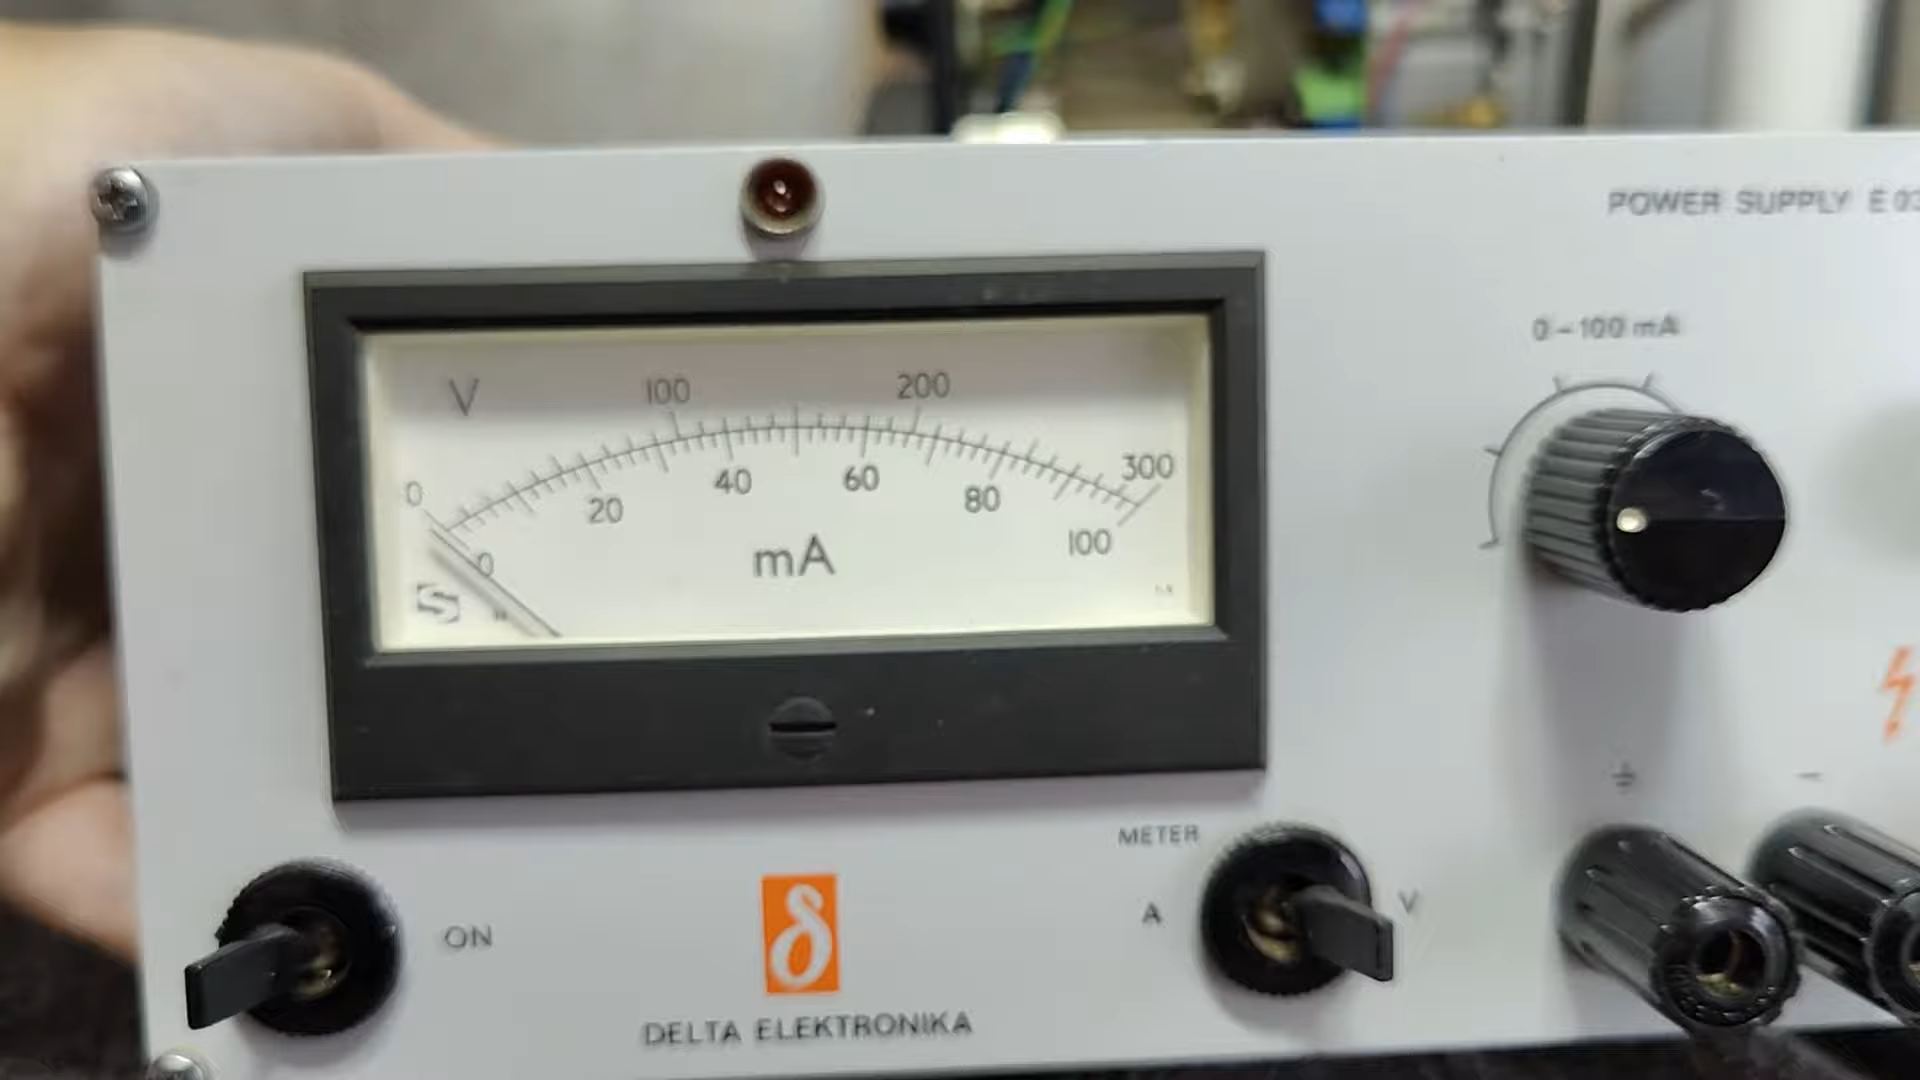 POWER SUPPLY E 03
0-100 mA
V
100
200
0
300
20
40
60
80
0
100
mA
METER
ON
A
V
δ
DELTA ELEKTRONIKA